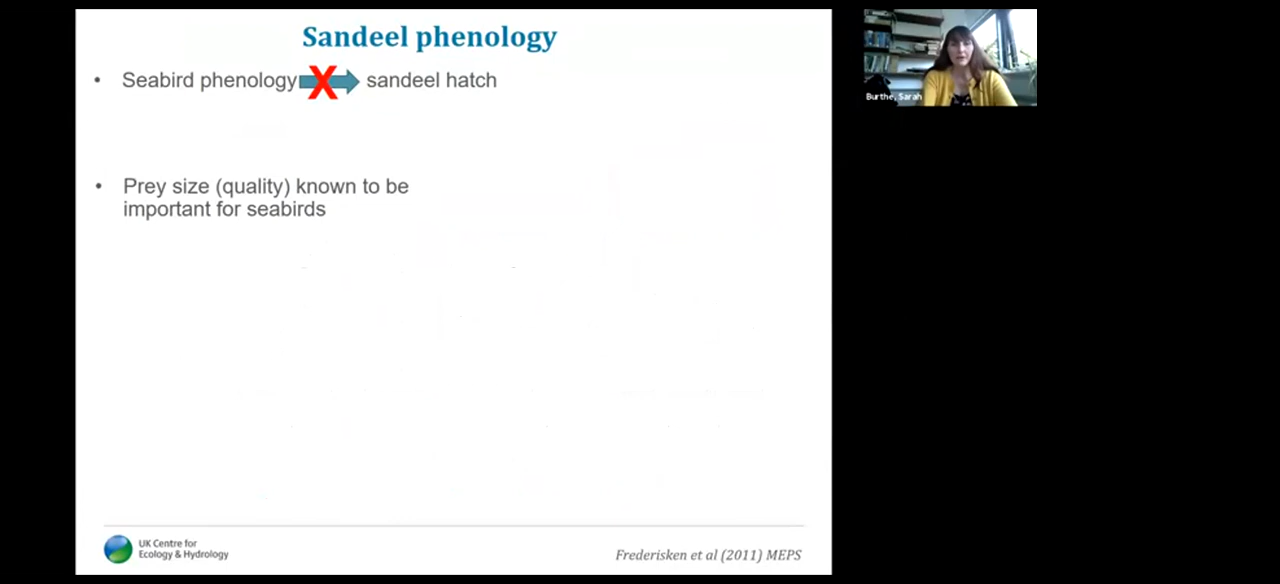 Sandeel phenology
• Seabird phenology X sandeel hatch
• Prey size (quality) known to be
important for seabirds
UK Centre for
Ecology & Hydrology
Frederisken et al (2011) MEPS
Burthe, Sarah